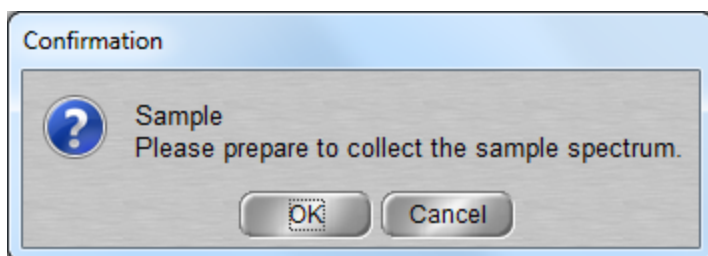 Confirmation
Sample
Please prepare to collect the sample spectrum.
OK
Cancel